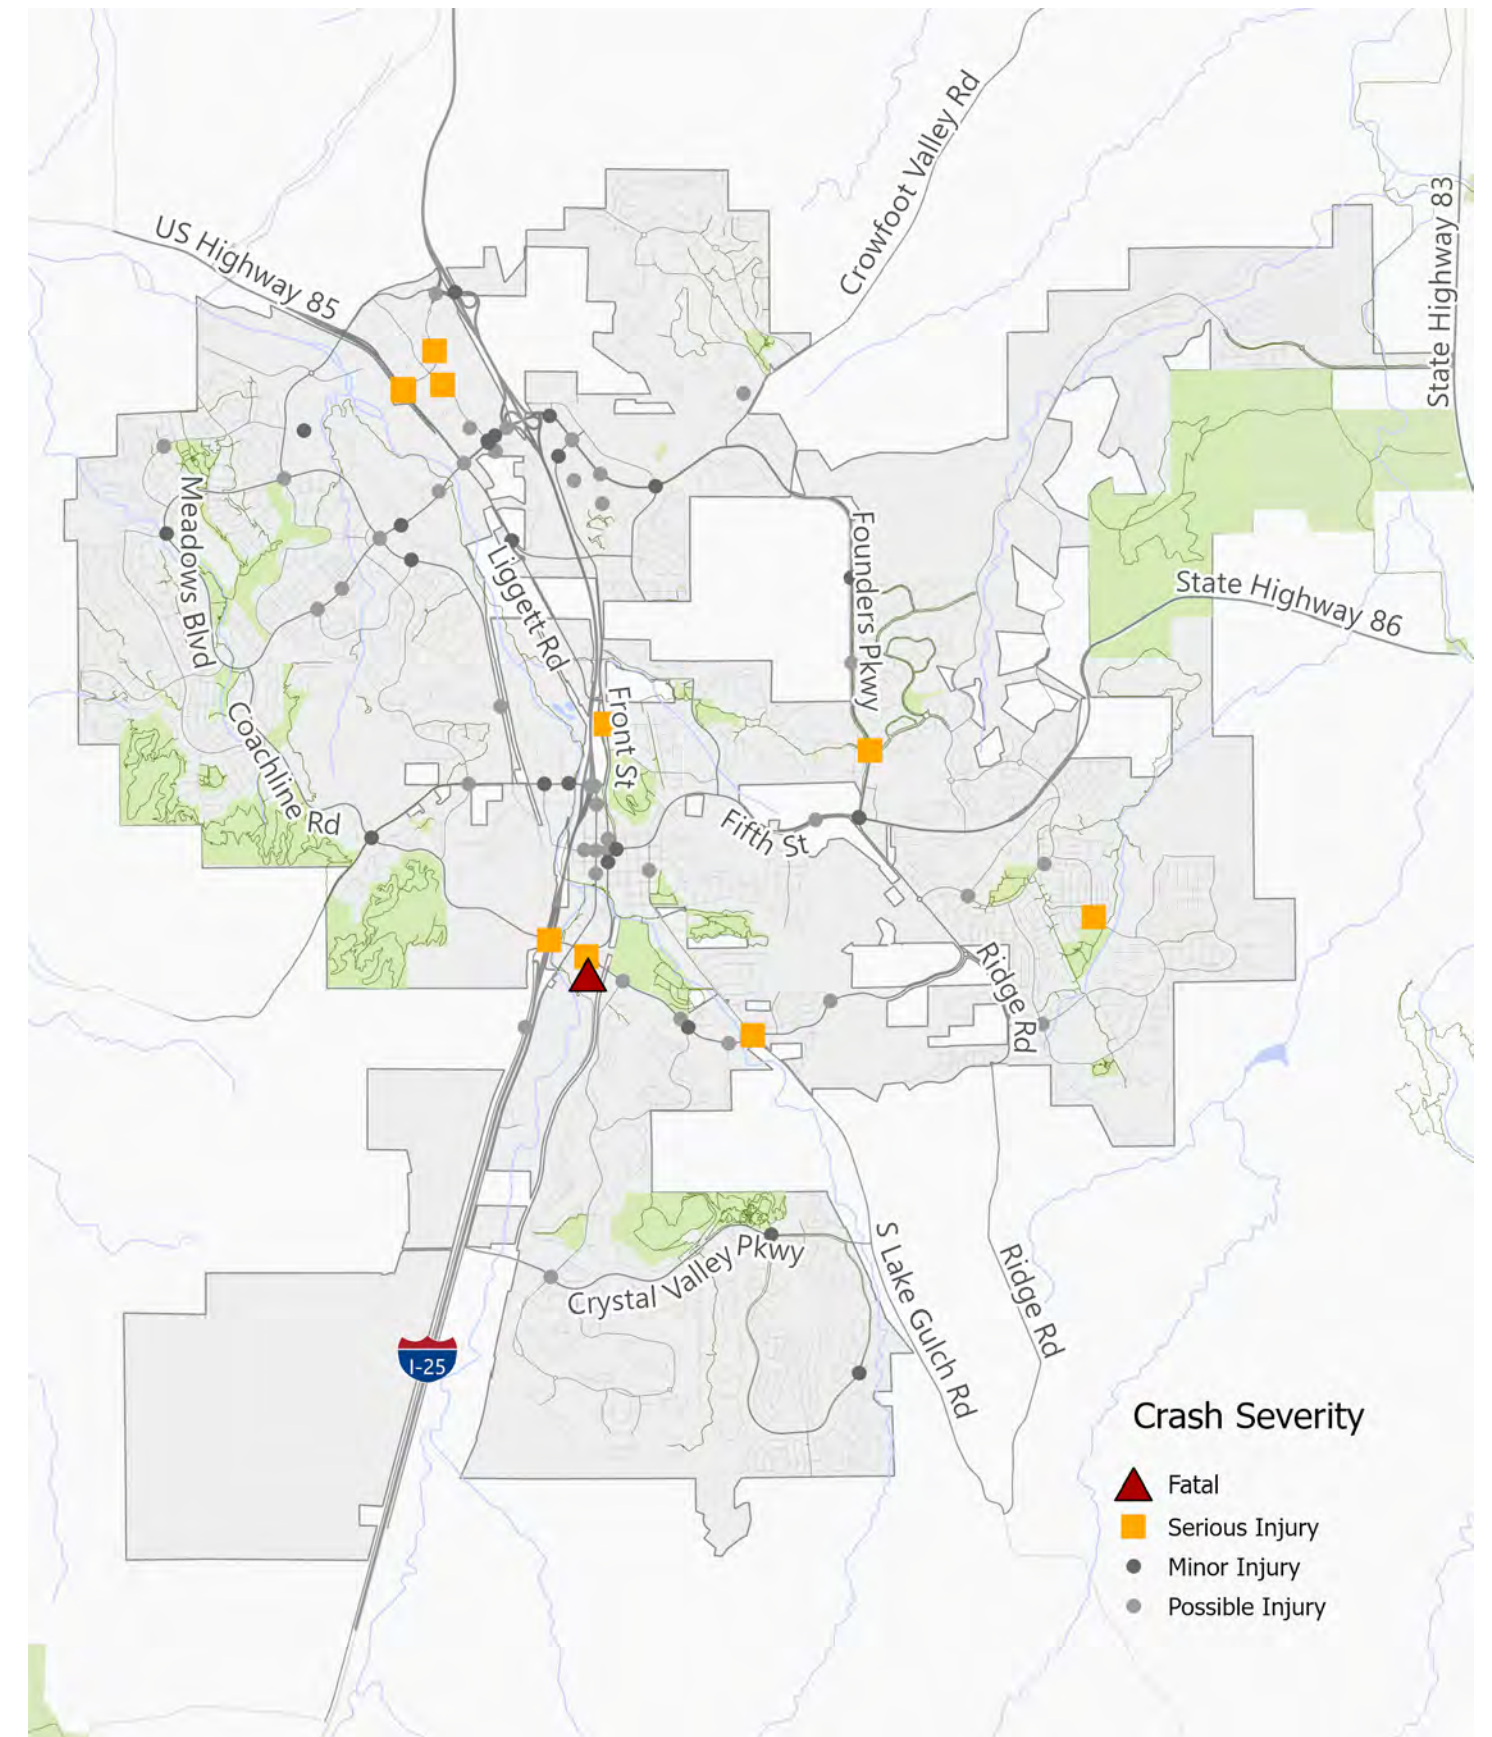 Crowfoot Valley Rd
State Highway 83
US Highway 85
Meadows Blvd
Founders Pkwy
Liggett Rd
State Highway 86
Front St
Coachline Rd
Fifth St
Ridge Rd
Crystal Valley Pkwy
S Lake Gulch Rd
Ridge Rd
I-25
Crash Severity
Fatal
Serious Injury
Minor Injury
Possible Injury